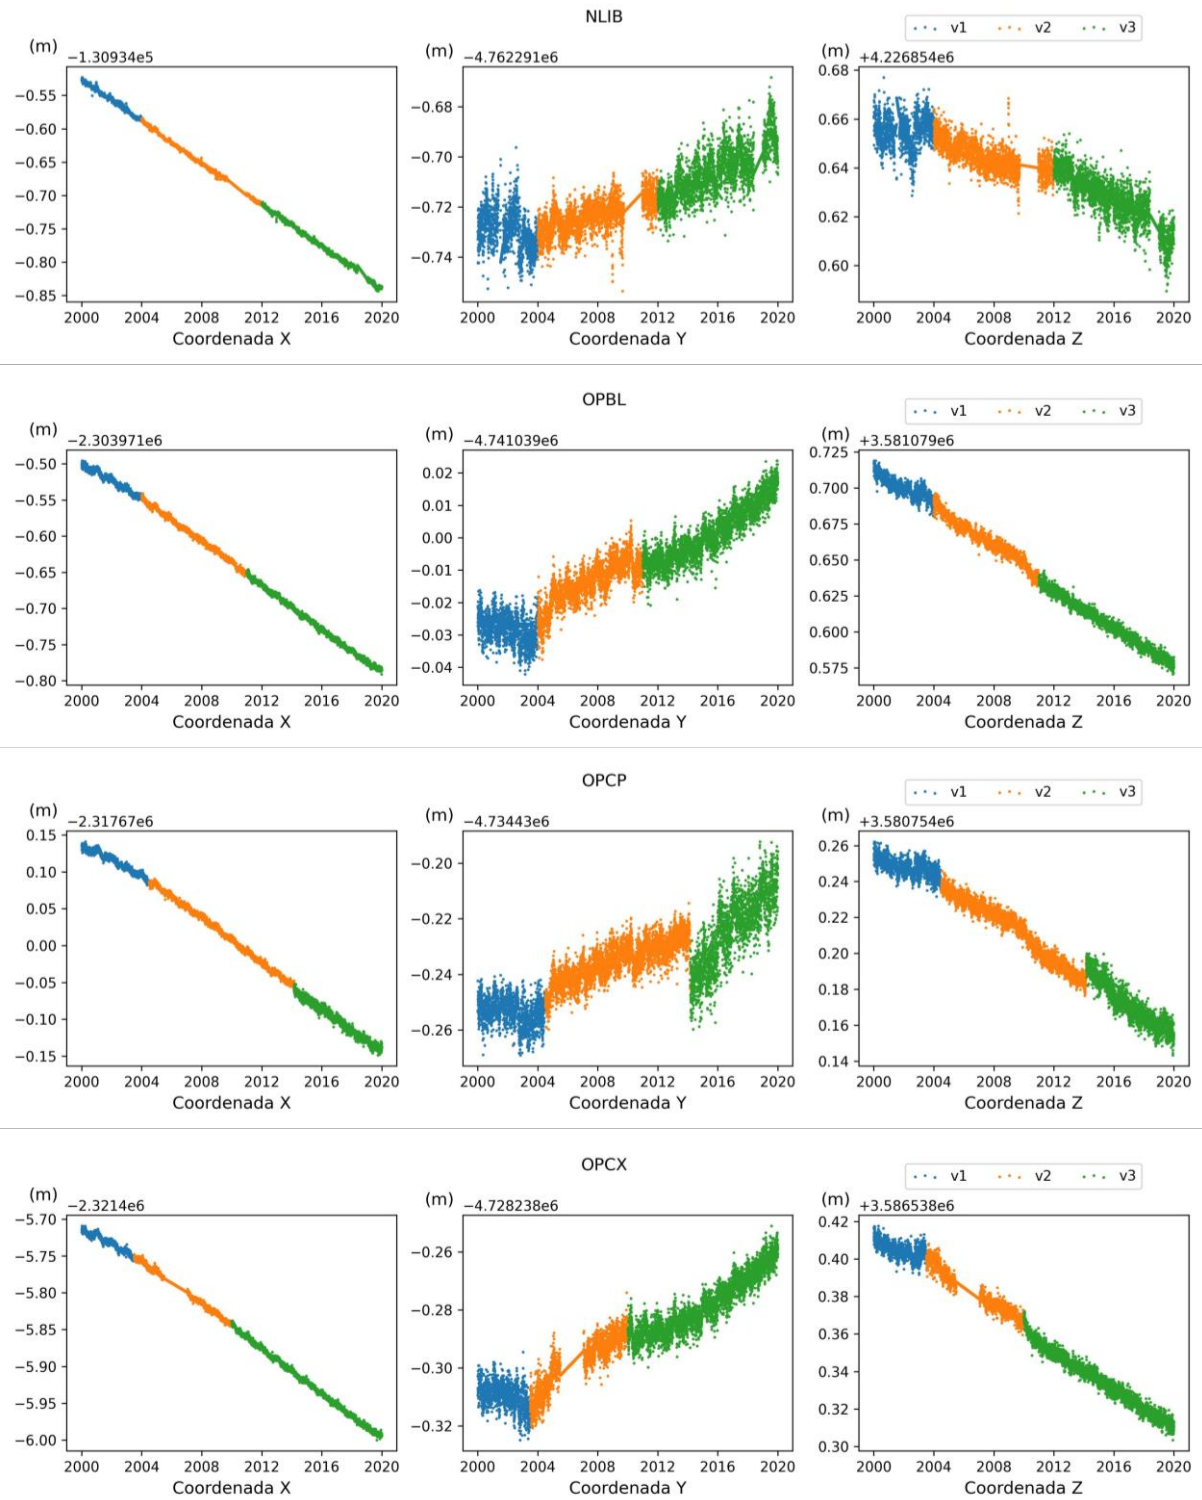 NLIB
v1 v2 v3
(m) −1.30934e5 (m) −4.762291e6 (m) +4.226854e6
−0.55 −0.60 −0.65 −0.70 −0.75 −0.80 −0.85
−0.68 −0.70 −0.72 −0.74
0.68 0.66 0.64 0.62 0.60
2000 2004 2008 2012 2016 2020 2000 2004 2008 2012 2016 2020 2000 2004 2008 2012 2016 2020
Coordenada X Coordenada Y Coordenada Z
OPBL
v1 v2 v3
(m) −2.303971e6 (m) −4.741039e6 (m) +3.581079e6
−0.50 −0.55 −0.60 −0.65 −0.70 −0.75 −0.80
0.02 0.01 0.00 −0.01 −0.02 −0.03 −0.04
0.725 0.700 0.675 0.650 0.625 0.600 0.575
2000 2004 2008 2012 2016 2020 2000 2004 2008 2012 2016 2020 2000 2004 2008 2012 2016 2020
Coordenada X Coordenada Y Coordenada Z
OPCP
v1 v2 v3
(m) −2.31767e6 (m) −4.73443e6 (m) +3.580754e6
0.15 0.10 0.05 0.00 −0.05 −0.10 −0.15
−0.20 −0.22 −0.24 −0.26
0.26 0.24 0.22 0.20 0.18 0.16 0.14
2000 2004 2008 2012 2016 2020 2000 2004 2008 2012 2016 2020 2000 2004 2008 2012 2016 2020
Coordenada X Coordenada Y Coordenada Z
OPCX
v1 v2 v3
(m) −2.3214e6 (m) −4.728238e6 (m) +3.586538e6
−5.70 −5.75 −5.80 −5.85 −5.90 −5.95 −6.00
−0.26 −0.28 −0.30 −0.32
0.42 0.40 0.38 0.36 0.34 0.32 0.30
2000 2004 2008 2012 2016 2020 2000 2004 2008 2012 2016 2020 2000 2004 2008 2012 2016 2020
Coordenada X Coordenada Y Coordenada Z